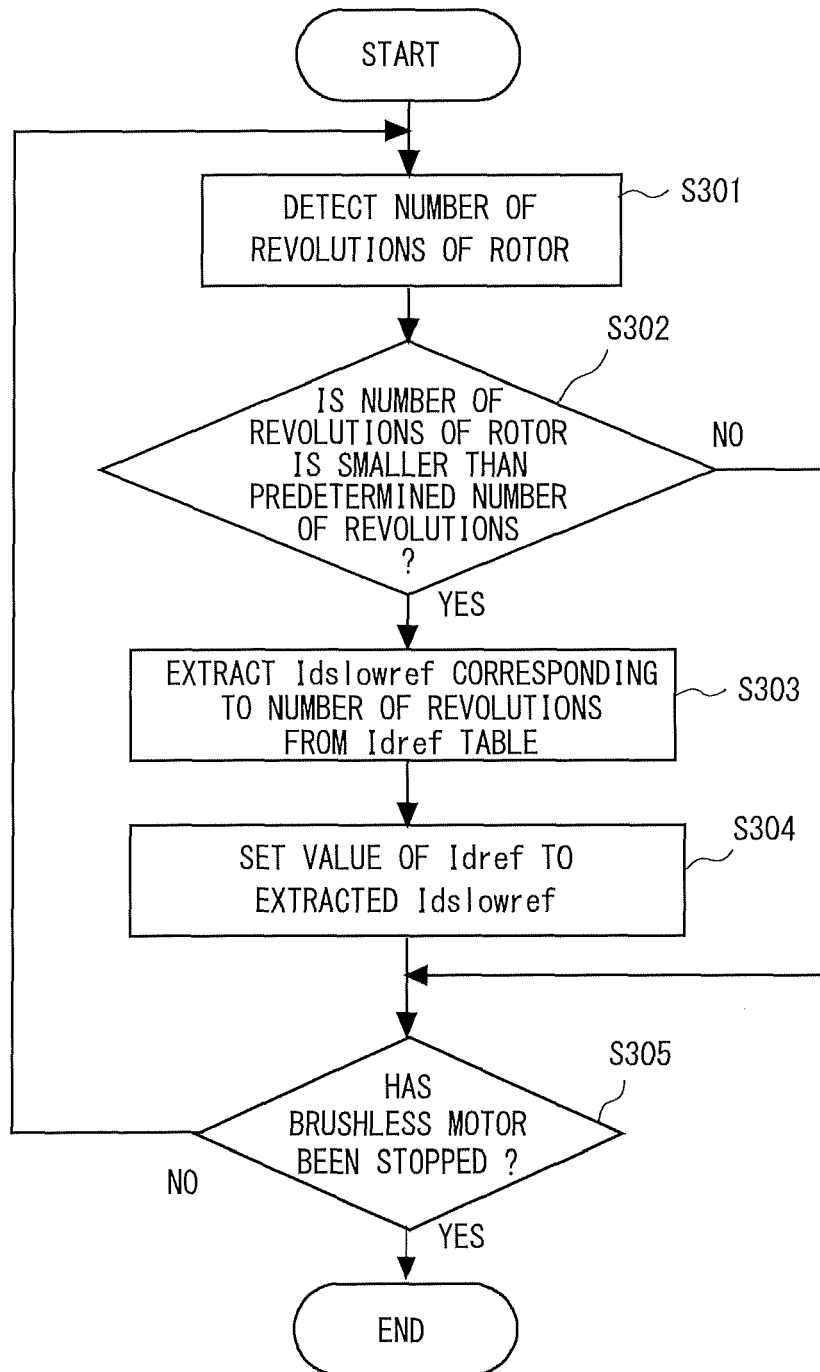 START
DETECT NUMBER OF
REVOLUTIONS OF ROTOR
S301
S302
IS NUMBER OF
REVOLUTIONS OF ROTOR
IS SMALLER THAN
PREDETERMINED NUMBER
OF REVOLUTIONS
?
NO
YES
EXTRACT Idslowref CORRESPONDING
TO NUMBER OF REVOLUTIONS
FROM Idref TABLE
S303
SET VALUE OF Idref TO
EXTRACTED Idslowref
S304
HAS
BRUSHLESS MOTOR
BEEN STOPPED ?
S305
NO
YES
END